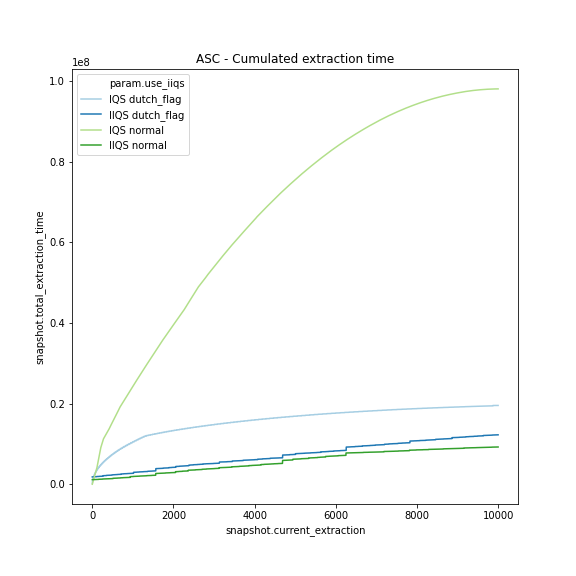 ASC - Cumulated extraction time
1e8
param.use_iiqs
IQS dutch_flag
IIQS dutch_flag
IQS normal
IIQS normal
1.0
0.8
0.6
0.4
0.2
0.0
snapshot.total_extraction_time
0 2000 4000 6000 8000 10000
snapshot.current_extraction